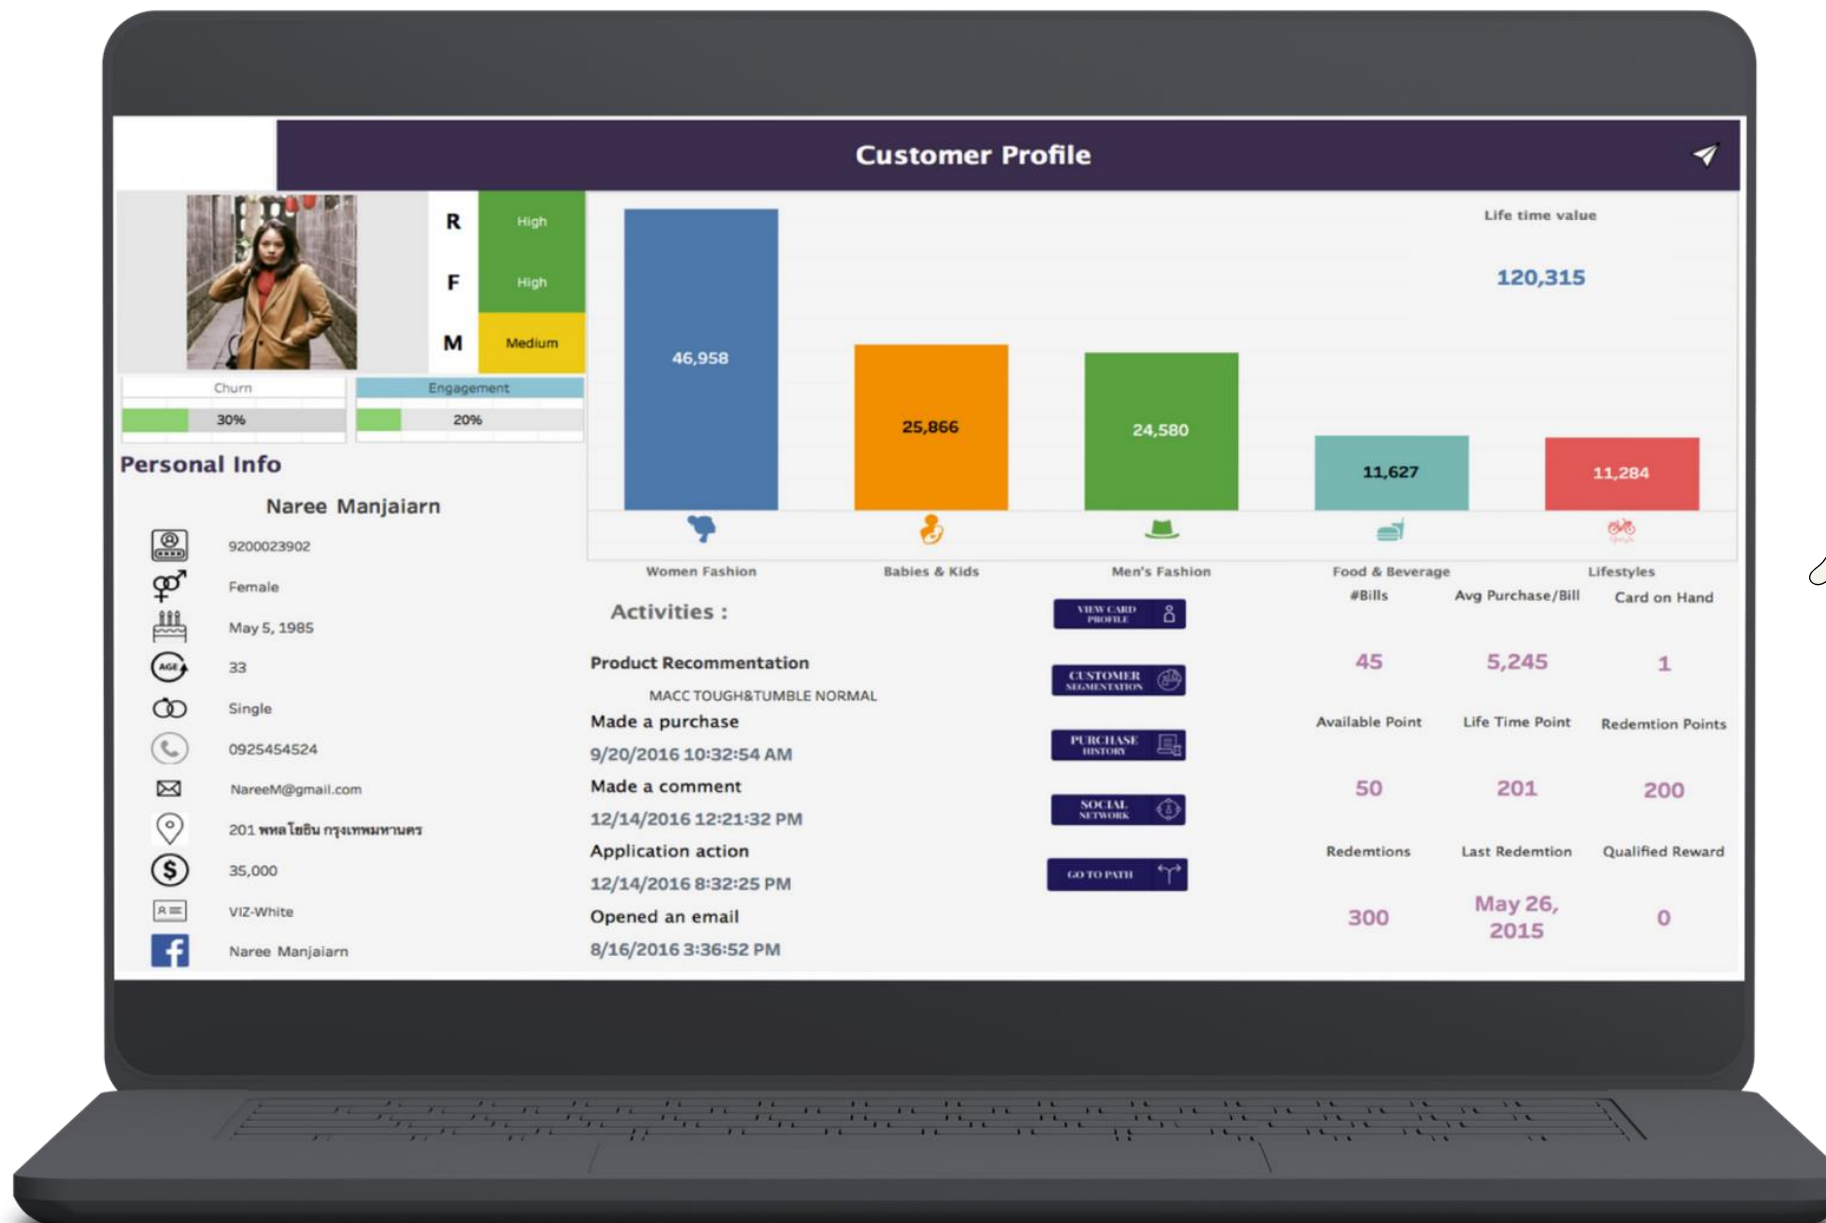 Customer Profile
R High
F High
M Medium
Churn
30%
Engagement
20%
Personal Info
Naree Manjaiarn
9200023902
Female
May 5, 1985
AGE
33
Single
0925454524
NareeM@gmail.com
201 พหลโยธิน กรุงเทพมหานคร
$
35,000
VIZ-White
f
Naree Manjaiarn
Life time value
120,315
46,958
25,866
24,580
11,627
11,284
Women Fashion
Babies & Kids
Men's Fashion
Food & Beverage
Lifestyles
Activities :
Product Recommentation
MACC TOUGH&TUMBLE NORMAL
Made a purchase
9/20/2016 10:32:54 AM
Made a comment
12/14/2016 12:21:32 PM
Application action
12/14/2016 8:32:25 PM
Opened an email
8/16/2016 3:36:52 PM
VIEW CARD
PROFILE
CUSTOMER
SEGMENTATION
PURCHASE
HISTORY
SOCIAL
NETWORK
GO TO PATH
#Bills
Avg Purchase/Bill
Card on Hand
45
5,245
1
Available Point
Life Time Point
Redemtion Points
50
201
200
Redemtions
Last Redemtion
Qualified Reward
300
May 26,
2015
0